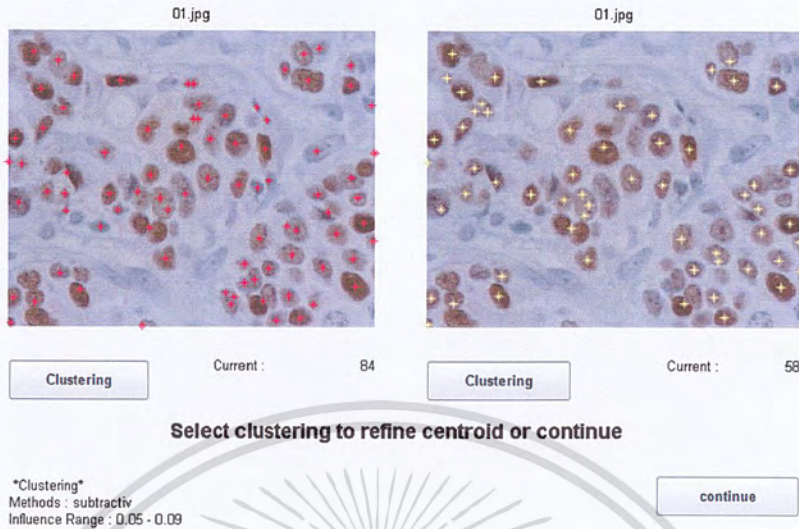 01.jpg 01.jpg
Clustering Current : 84 Clustering Current : 58
Select clustering to refine centroid or continue
*Clustering*
Methods : subtractiv
Influence Range : 0.05 - 0.09
continue